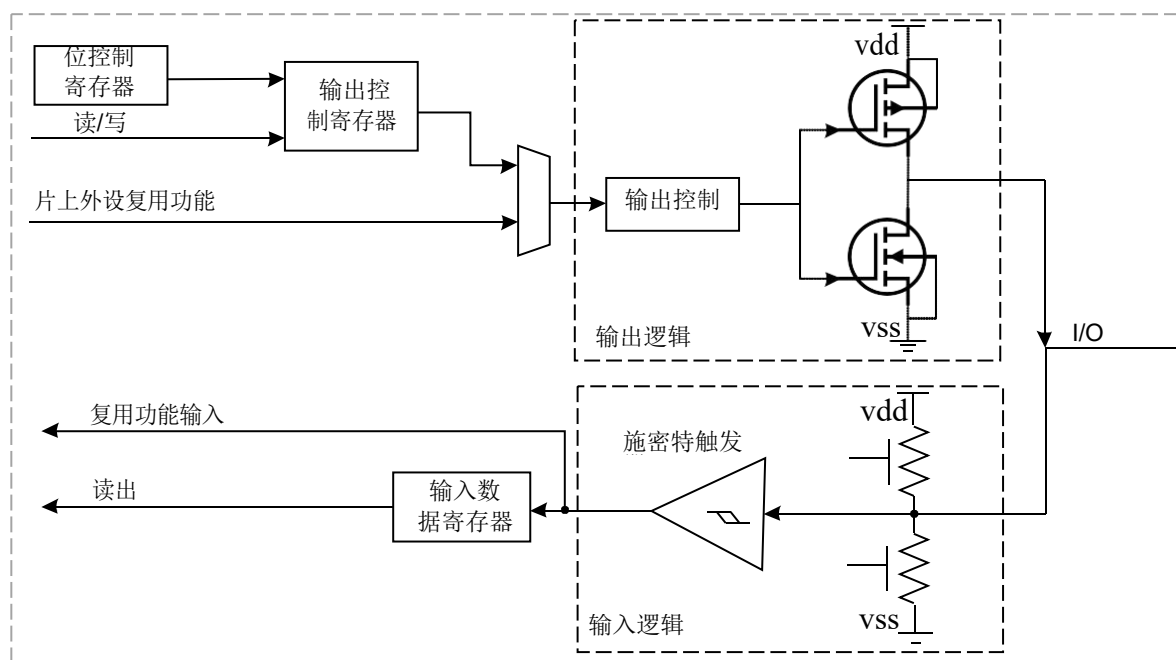 位控制
寄存器
读/写
输出控
制寄存器
片上外设复用功能
输出控制
vdd
vss
输出逻辑
I/O
复用功能输入
读出
输入数
据寄存器
施密特触发
vdd
vss
输入逻辑